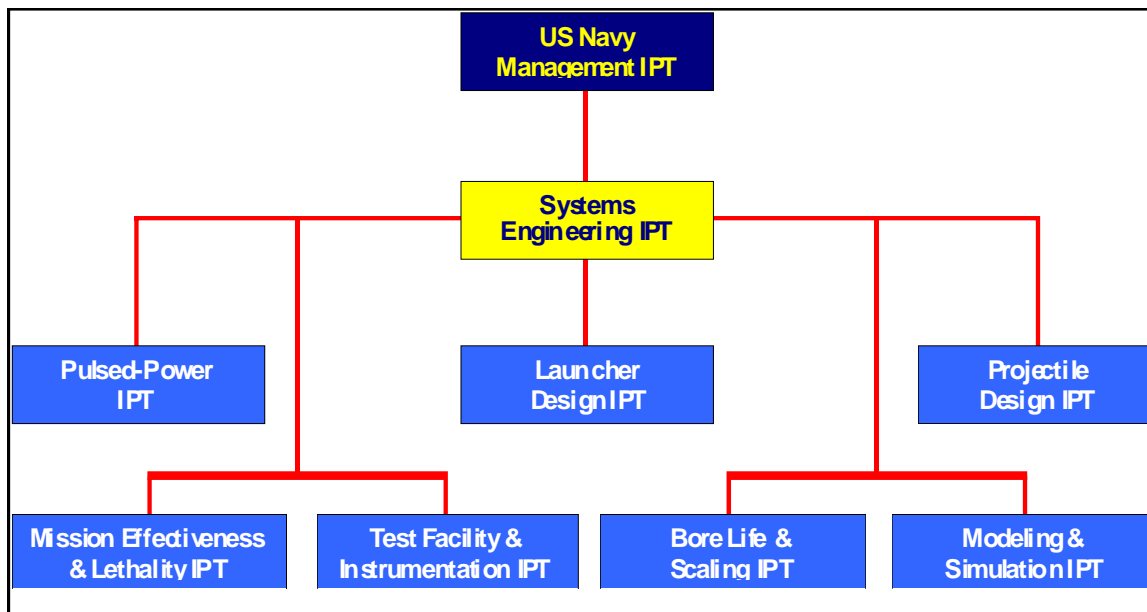 US Navy
Management IPT
Systems
Engineering IPT
Pulsed-Power
IPT
Launcher
Design IPT
Projectile
Design IPT
Mission Effectiveness
& Lethality IPT
Test Facility &
Instrumentation IPT
Bore Life &
Scaling IPT
Modeling &
Simulation IPT